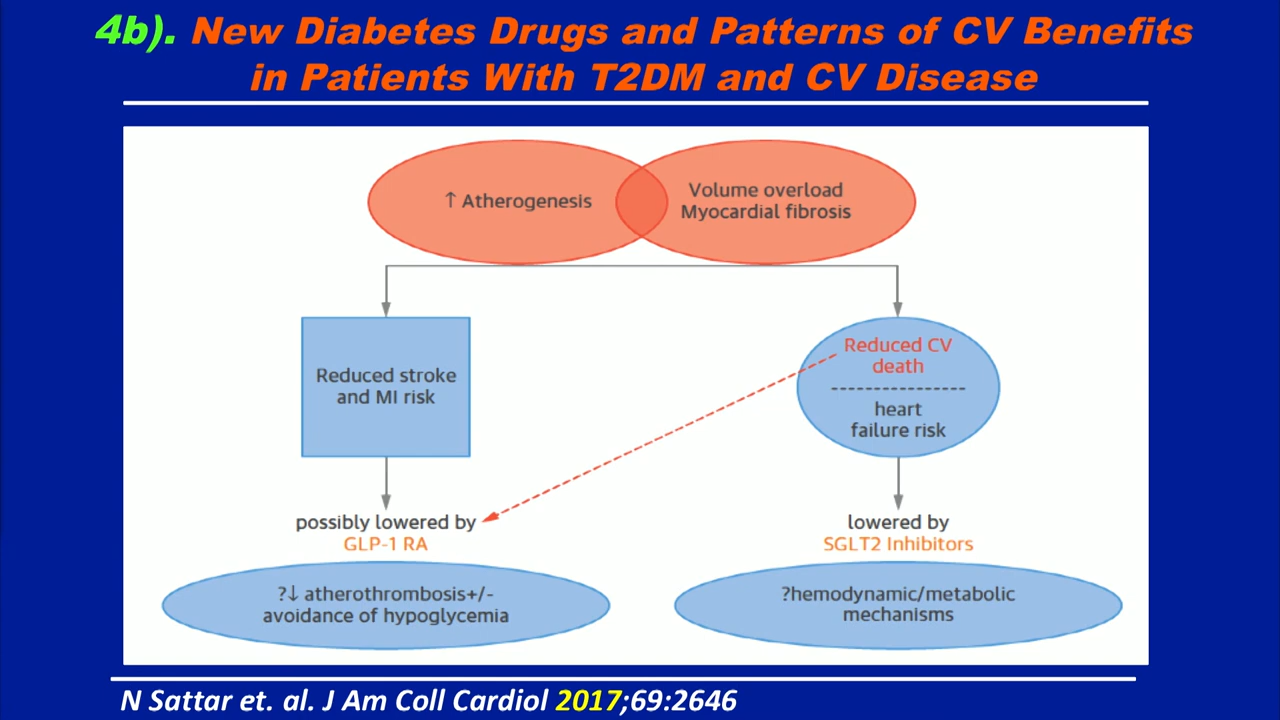 4b). New Diabetes Drugs and Patterns of CV Benefits
in Patients With T2DM and CV Disease
↑ Atherogenesis
Volume overload
Myocardial fibrosis
Reduced stroke
and MI risk
Reduced CV
death
heart
failure risk
possibly lowered by
GLP-1 RA
lowered by
SGLT2 Inhibitors
?↓ atherothrombosis+/-
avoidance of hypoglycemia
?hemodynamic/metabolic
mechanisms
N Sattar et. al. J Am Coll Cardiol 2017;69:2646